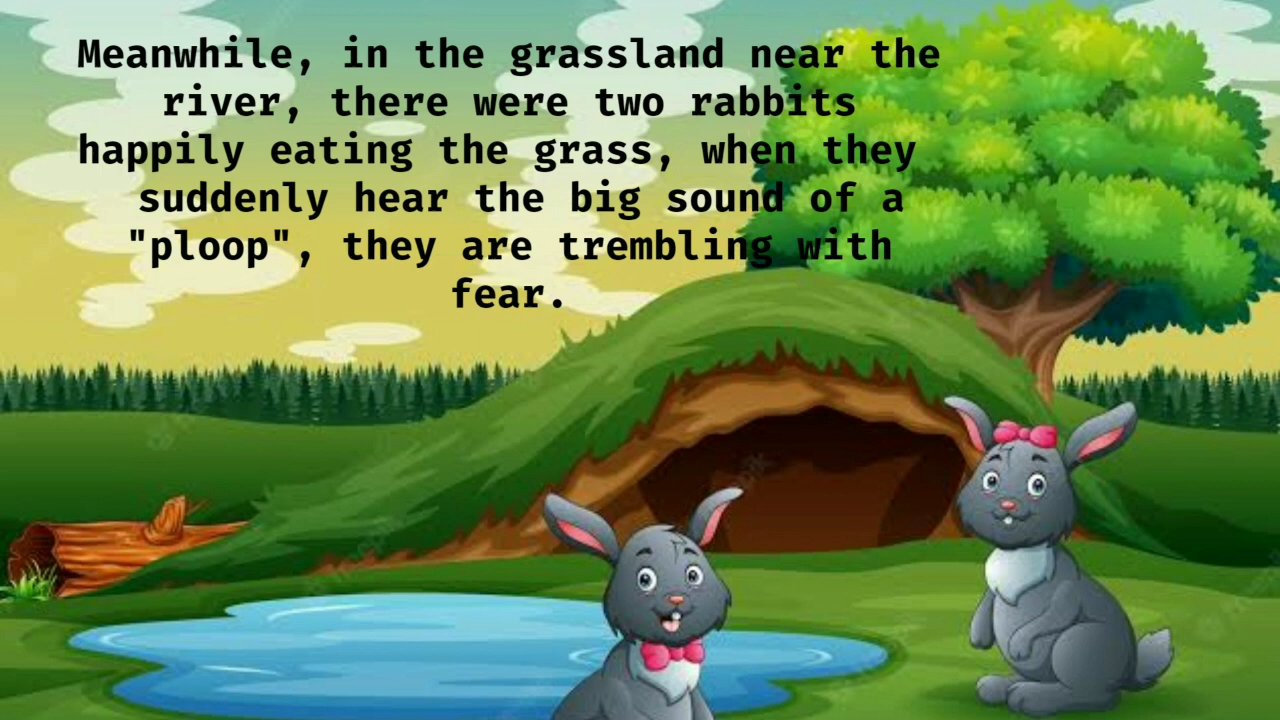 Meanwhile, in the grassland near the
river, there were two rabbits
happily eating the grass, when they
suddenly hear the big sound of a
"ploop", they are trembling with
fear.